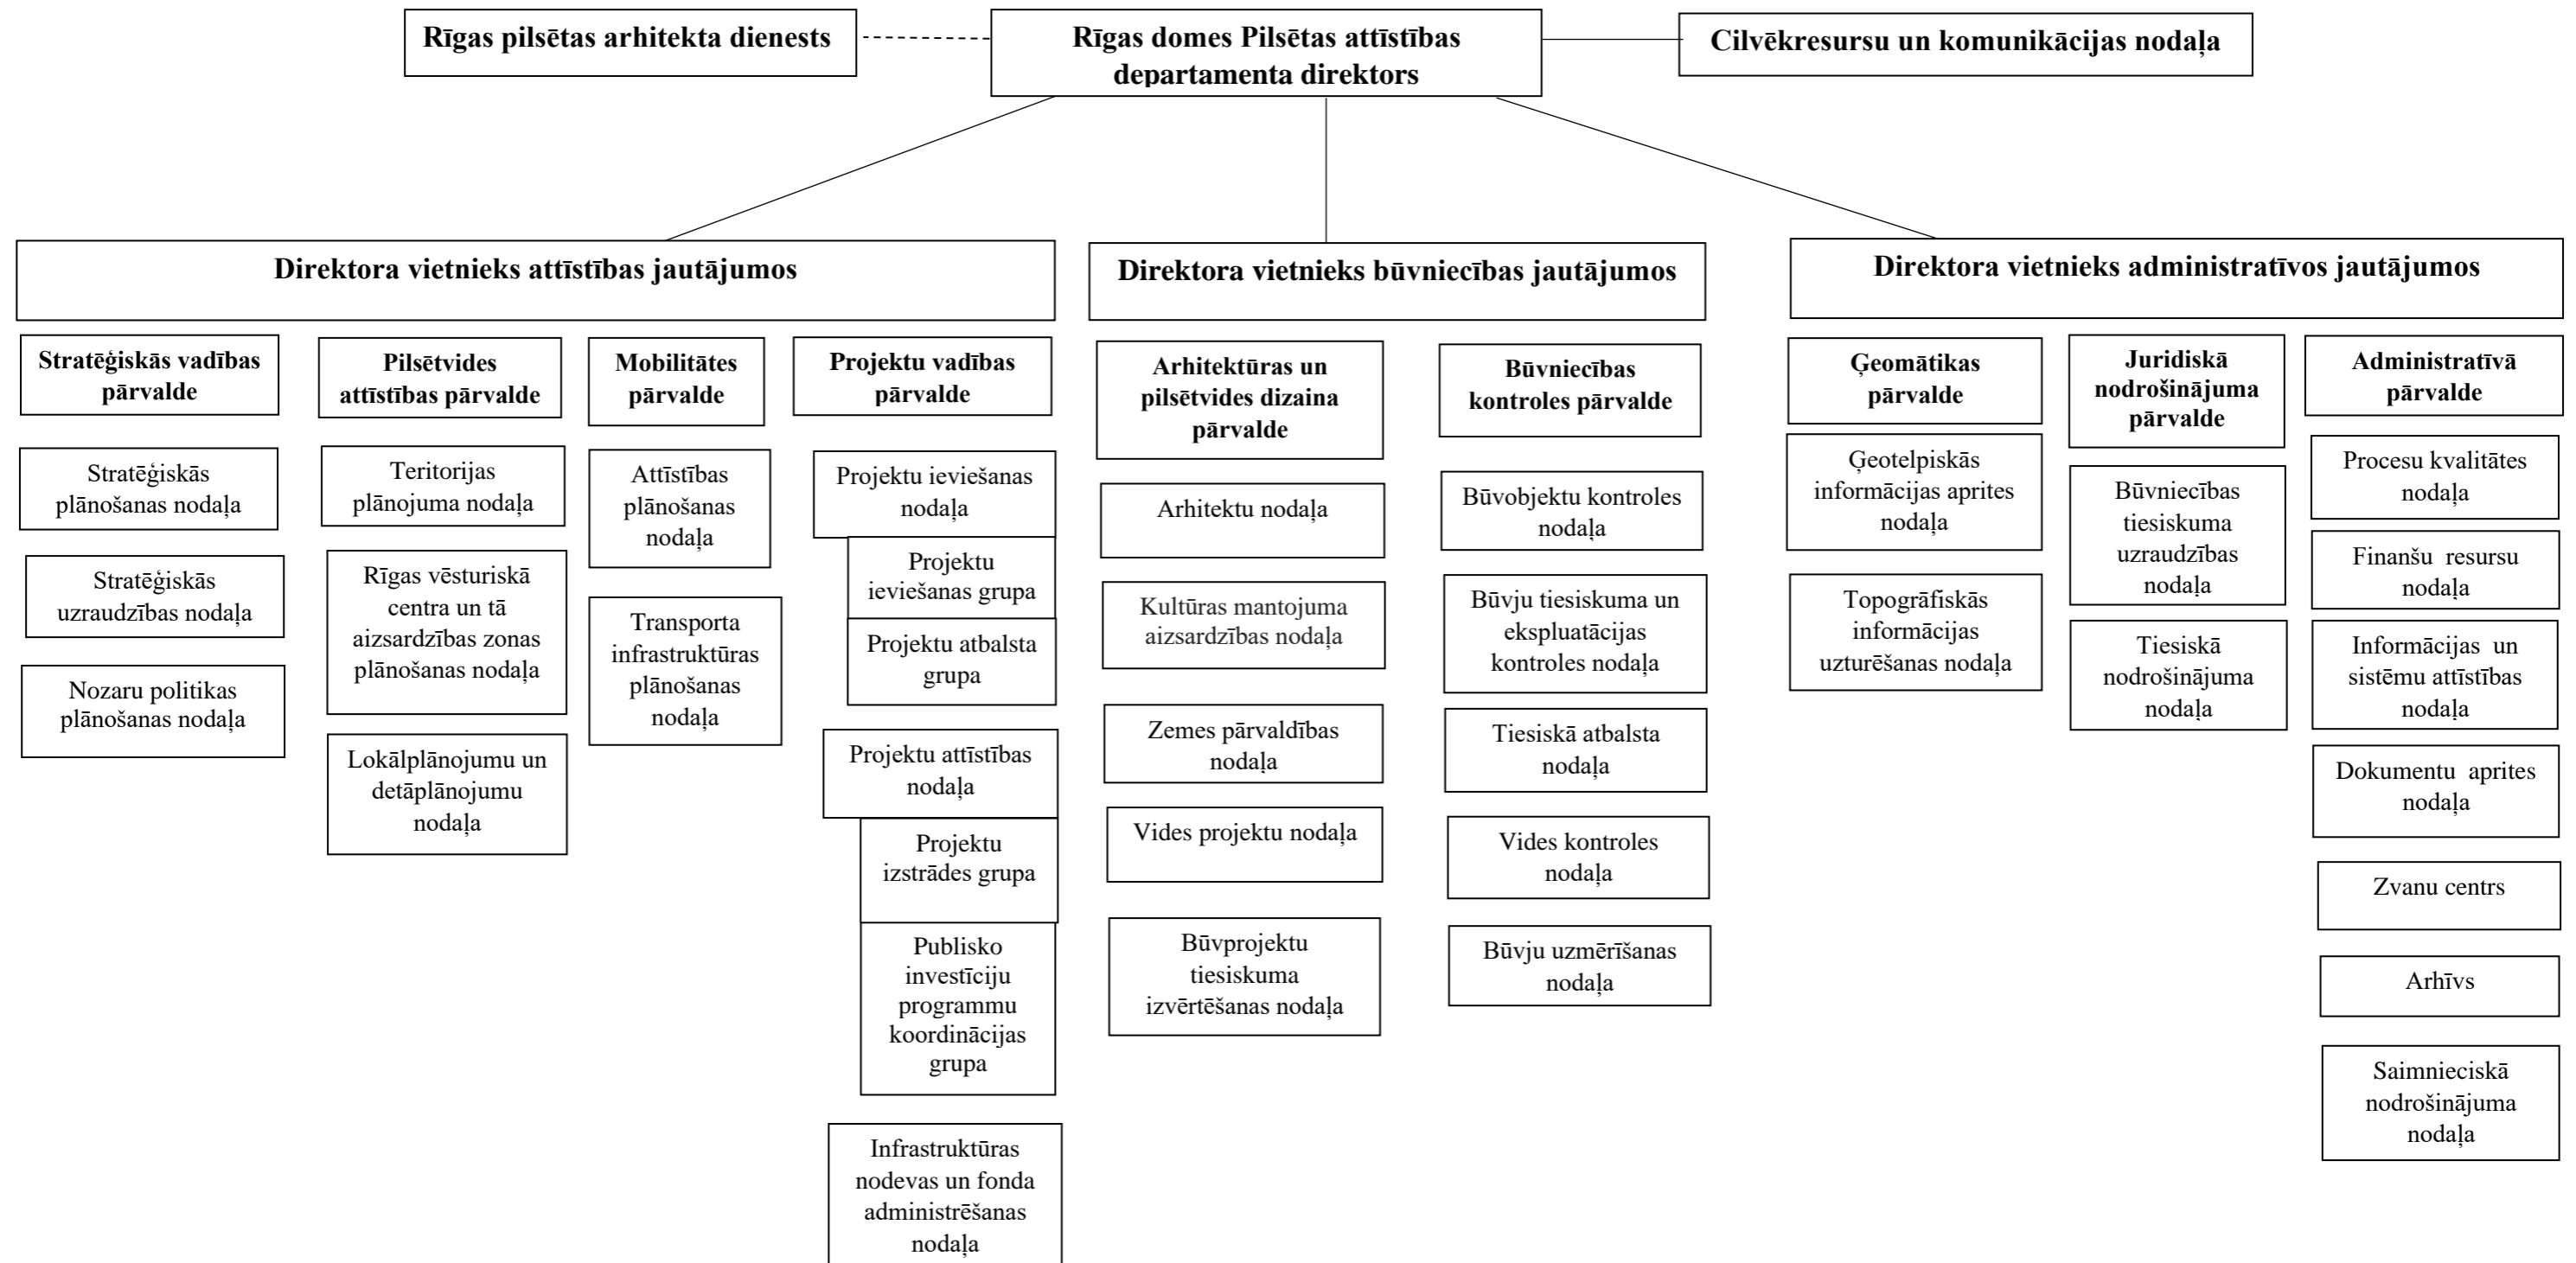 Rīgas pilsētas arhitekta dienests
Rīgas domes Pilsētas attīstības
departamenta direktors
Cilvēkresursu un komunikācijas nodaļa
Direktora vietnieks attīstības jautājumos
Direktora vietnieks būvniecības jautājumos
Direktora vietnieks administratīvos jautājumos
Stratēģiskās vadības
pārvalde
Stratēģiskās
plānošanas nodaļa
Stratēģiskās
uzraudzības nodaļa
Nozaru politikas
plānošanas nodaļa
Pilsētvides
attīstības pārvalde
Teritorijas
plānojuma nodaļa
Rīgas vēsturiskā
centra un tā
aizsardzības zonas
plānošanas nodaļa
Lokālplānojumu un
detāplānojumu
nodaļa
Mobilitātes
pārvalde
Attīstības
plānošanas
nodaļa
Transporta
infrastruktūras
plānošanas
nodaļa
Projektu vadības
pārvalde
Projektu ieviešanas
nodaļa
Projektu
ieviešanas grupa
Projektu atbalsta
grupa
Projektu attīstības
nodaļa
Projektu
izstrādes grupa
Publisko
investīciju
programmu
koordinācijas
grupa
Infrastruktūras
nodevas un fonda
administrēšanas
nodaļa
Arhitektūras un
pilsētvides dizaina
pārvalde
Arhitektu nodaļa
Kultūras mantojuma
aizsardzības nodaļa
Zemes pārvaldības
nodaļa
Vides projektu nodaļa
Būvprojektu
tiesiskuma
izvērtēšanas nodaļa
Būvniecības
kontroles pārvalde
Būvobjektu kontroles
nodaļa
Būvju tiesiskuma un
ekspluatācijas
kontroles nodaļa
Tiesiskā atbalsta
nodaļa
Vides kontroles
nodaļa
Būvju uzmērīšanas
nodaļa
Ģeomātikas
pārvalde
Ģeotelpiskās
informācijas aprites
nodaļa
Topogrāfiskās
informācijas
uzturēšanas nodaļa
Juridiskā
nodrošinājuma
pārvalde
Būvniecības
tiesiskuma
uzraudzības
nodaļa
Tiesiskā
nodrošinājuma
nodaļa
Administratīvā
pārvalde
Procesu kvalitātes
nodaļa
Finanšu resursu
nodaļa
Informācijas un
sistēmu attīstības
nodaļa
Dokumentu aprites
nodaļa
Zvanu centrs
Arhīvs
Saimnieciskā
nodrošinājuma
nodaļa